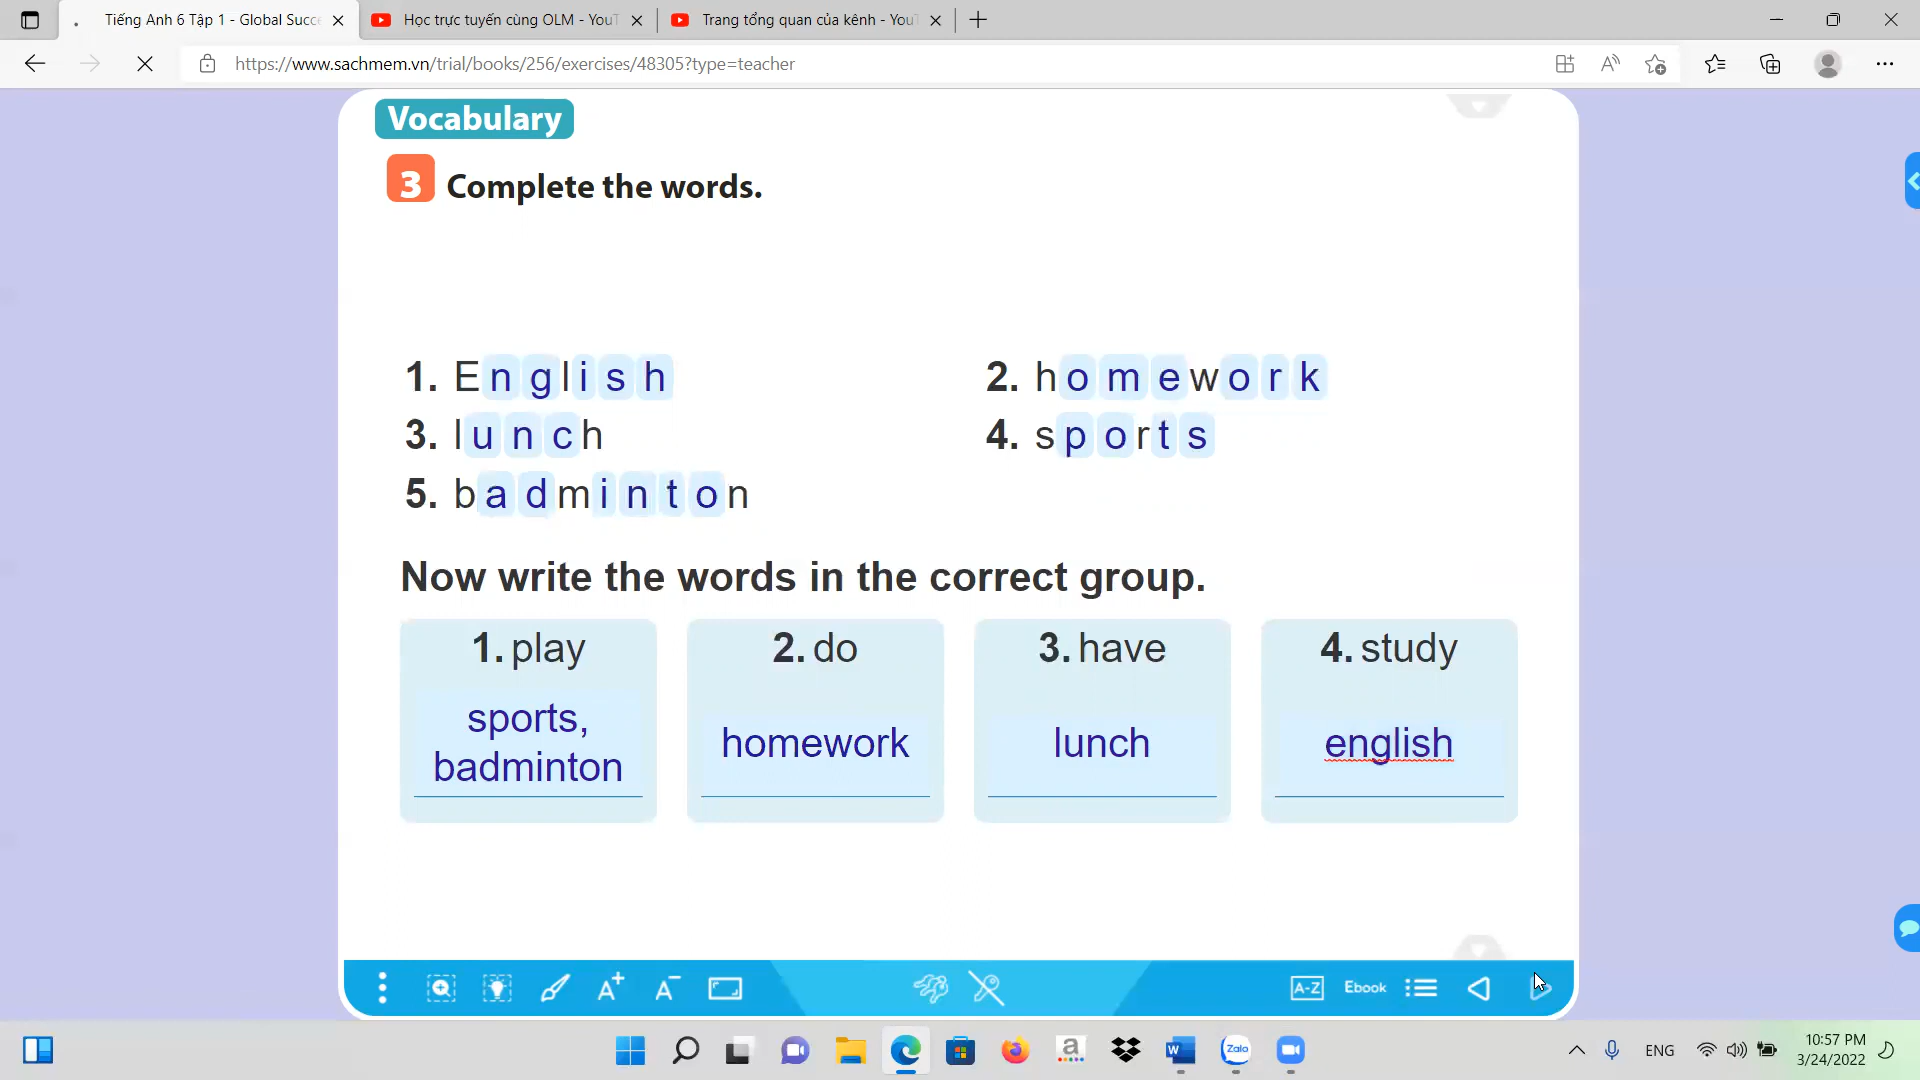 Tiếng Anh 6 Tập 1 - Global Succe
Học trực tuyến cùng OLM - YouT
Trang tổng quan của kênh - YouT
https://www.sachmem.vn/trial/books/256/exercises/48305?type=teacher
Vocabulary
3 Complete the words.
1. English
2. homework
3. lunch
4. sports
5. badminton
Now write the words in the correct group.
1. play
2. do
3. have
4. study
sports,
badminton
homework
lunch
english
A+
A-
A-Z
Ebook
a
W
Zalo
ENG
10:57 PM
3/24/2022